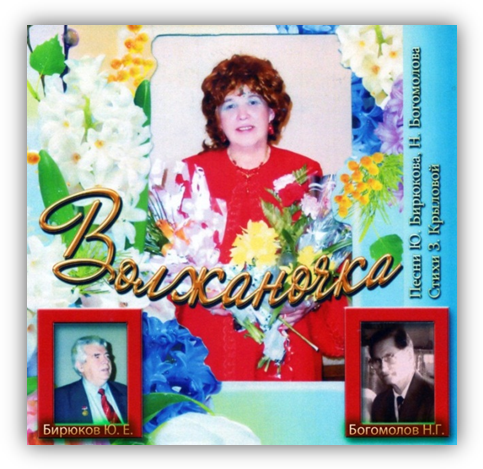 Волжаночка
Песни Ю. Бирюкова, Н. Богомолова
Стихи З. Крыловой
Бирюков Ю. Е.
Богомолов Н.Г.